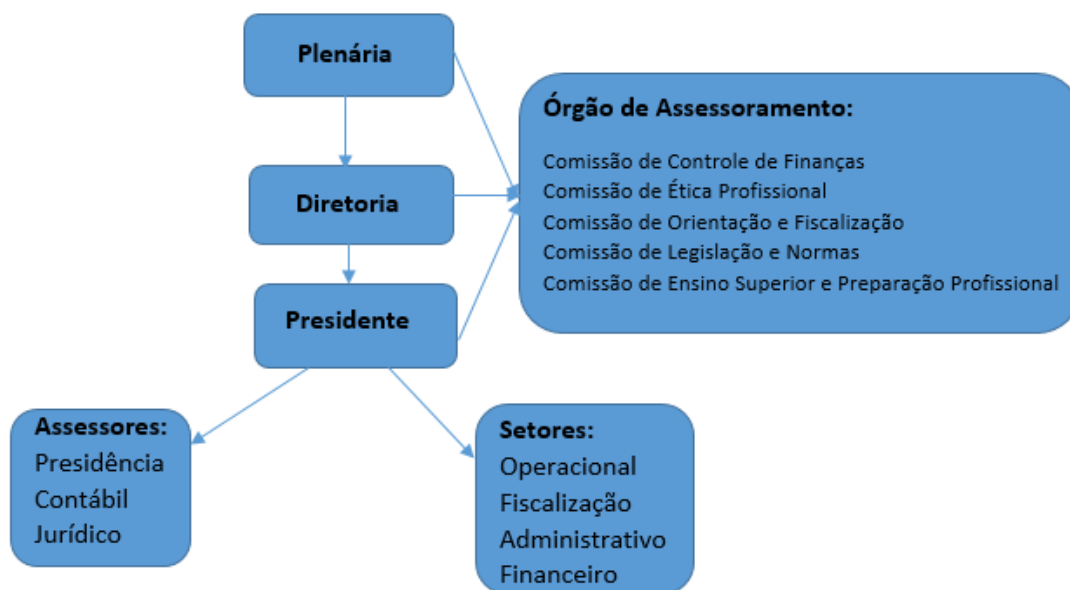 Plenária
Órgão de Assessoramento:
Comissão de Controle de Finanças
Comissão de Ética Profissional
Comissão de Orientação e Fiscalização
Comissão de Legislação e Normas
Comissão de Ensino Superior e Preparação Profissional
Diretoria
Presidente
Assessores:
Presidência
Contábil
Jurídico
Setores:
Operacional
Fiscalização
Administrativo
Financeiro